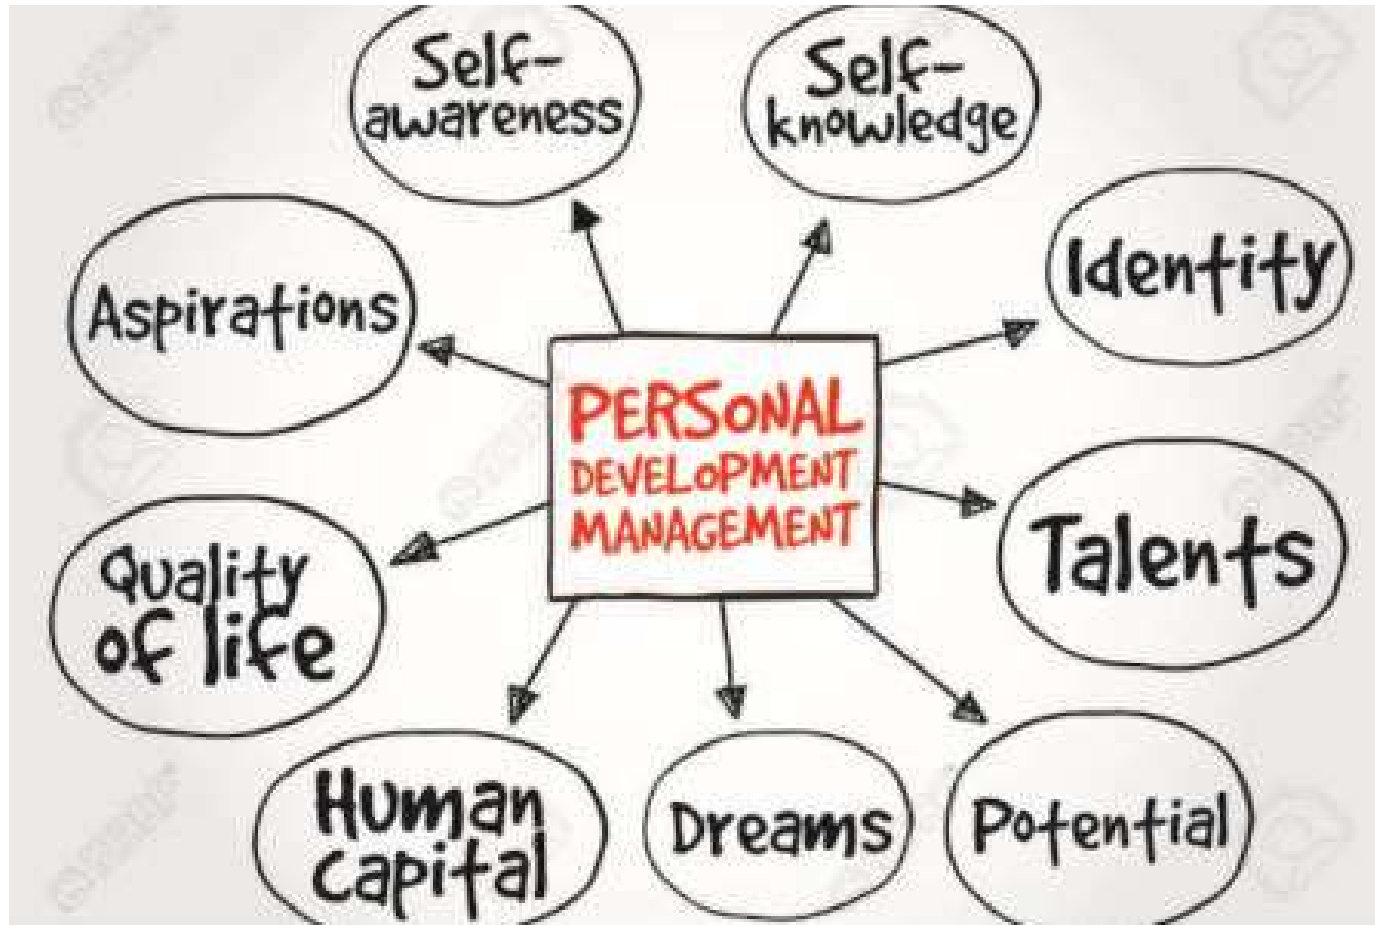 Self-
awareness
Self-
knowledge
Identity
Aspirations
PERSONAL
DEVELOPMENT
MANAGEMENT
Talents
Quality
of life
Human
capital
Dreams
Potential